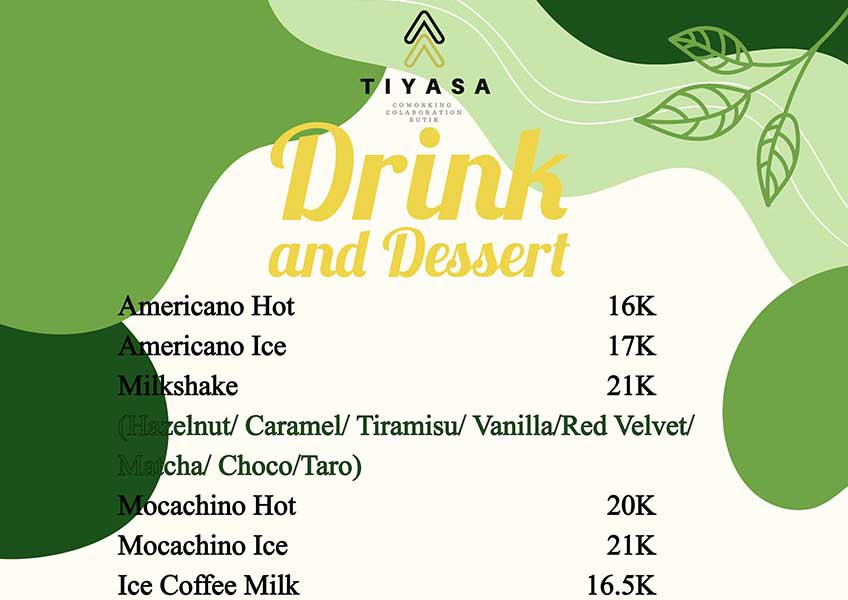 TIYASA
COWORKING
COLABORATION
BUTIK
Drink
and Dessert
Americano Hot 16K
Americano Ice 17K
Milkshake 21K
(Hazelnut/ Caramel/ Tiramisu/ Vanilla/Red Velvet/
Matcha/ Choco/Taro)
Mocachino Hot 20K
Mocachino Ice 21K
Ice Coffee Milk 16.5K